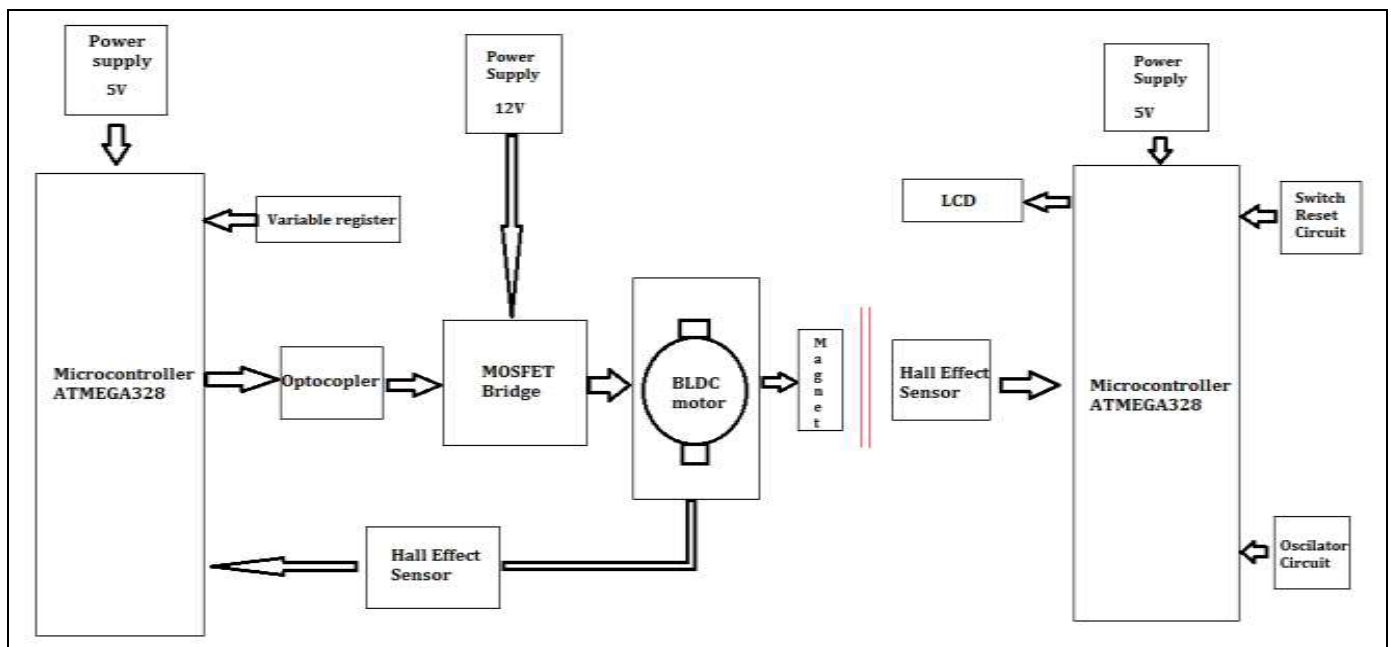 Power
supply
5V
Power
Supply
12V
Power
Supply
5V
Variable register
LCD
Switch
Reset
Circuit
Microcontroller
ATMEGA328
Optocopler
MOSFET
Bridge
BLDC
motor
M
a
g
n
e
t
Hall Effect
Sensor
Microcontroller
ATMEGA328
Hall Effect
Sensor
Oscilator
Circuit